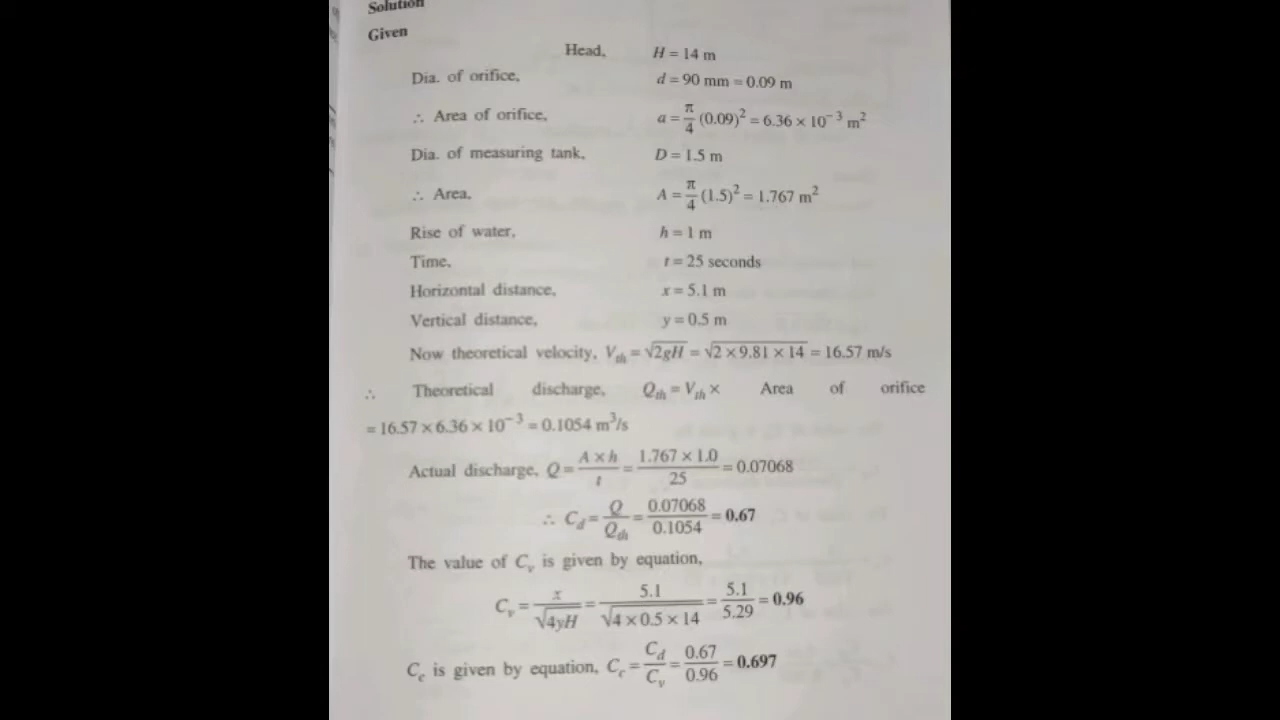 Solution
Given
Head, H = 14 m
Dia. of orifice, d = 90 mm = 0.09 m
∴ Area of orifice, a = π/4 (0.09)² = 6.36 × 10⁻³ m²
Dia. of measuring tank, D = 1.5 m
∴ Area, A = π/4 (1.5)² = 1.767 m²
Rise of water, h = 1 m
Time, t = 25 seconds
Horizontal distance, x = 5.1 m
Vertical distance, y = 0.5 m
Now theoretical velocity, V_th = √(2gH) = √(2 × 9.81 × 14) = 16.57 m/s
∴ Theoretical discharge, Q_th = V_th × Area of orifice
= 16.57 × 6.36 × 10⁻³ = 0.1054 m³/s
Actual discharge, Q = (A × h)/t = (1.767 × 1.0)/25 = 0.07068
∴ C_d = Q/Q_th = 0.07068/0.1054 = 0.67
The value of C_v is given by equation,
C_v = x/√(4yH) = 5.1/√(4 × 0.5 × 14) = 5.1/5.29 = 0.96
C_c is given by equation, C_c = C_d/C_v = 0.67/0.96 = 0.697